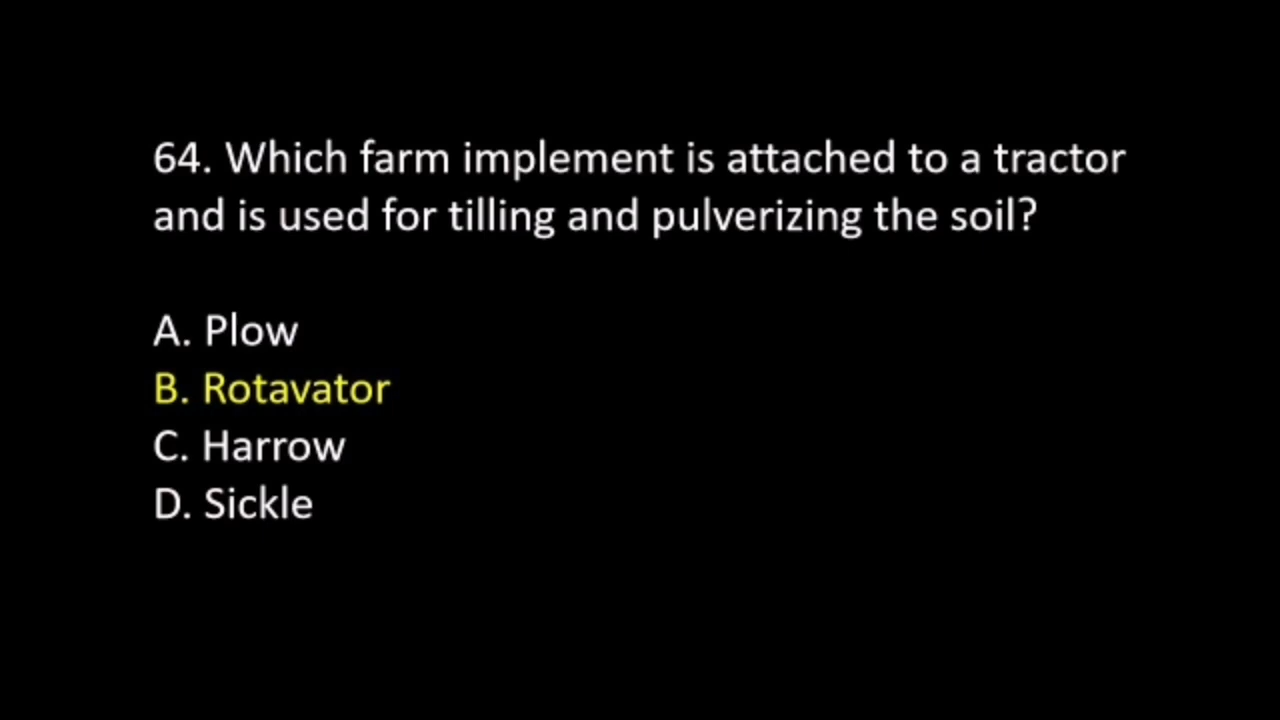 64. Which farm implement is attached to a tractor
and is used for tilling and pulverizing the soil?
A. Plow
B. Rotavator
C. Harrow
D. Sickle